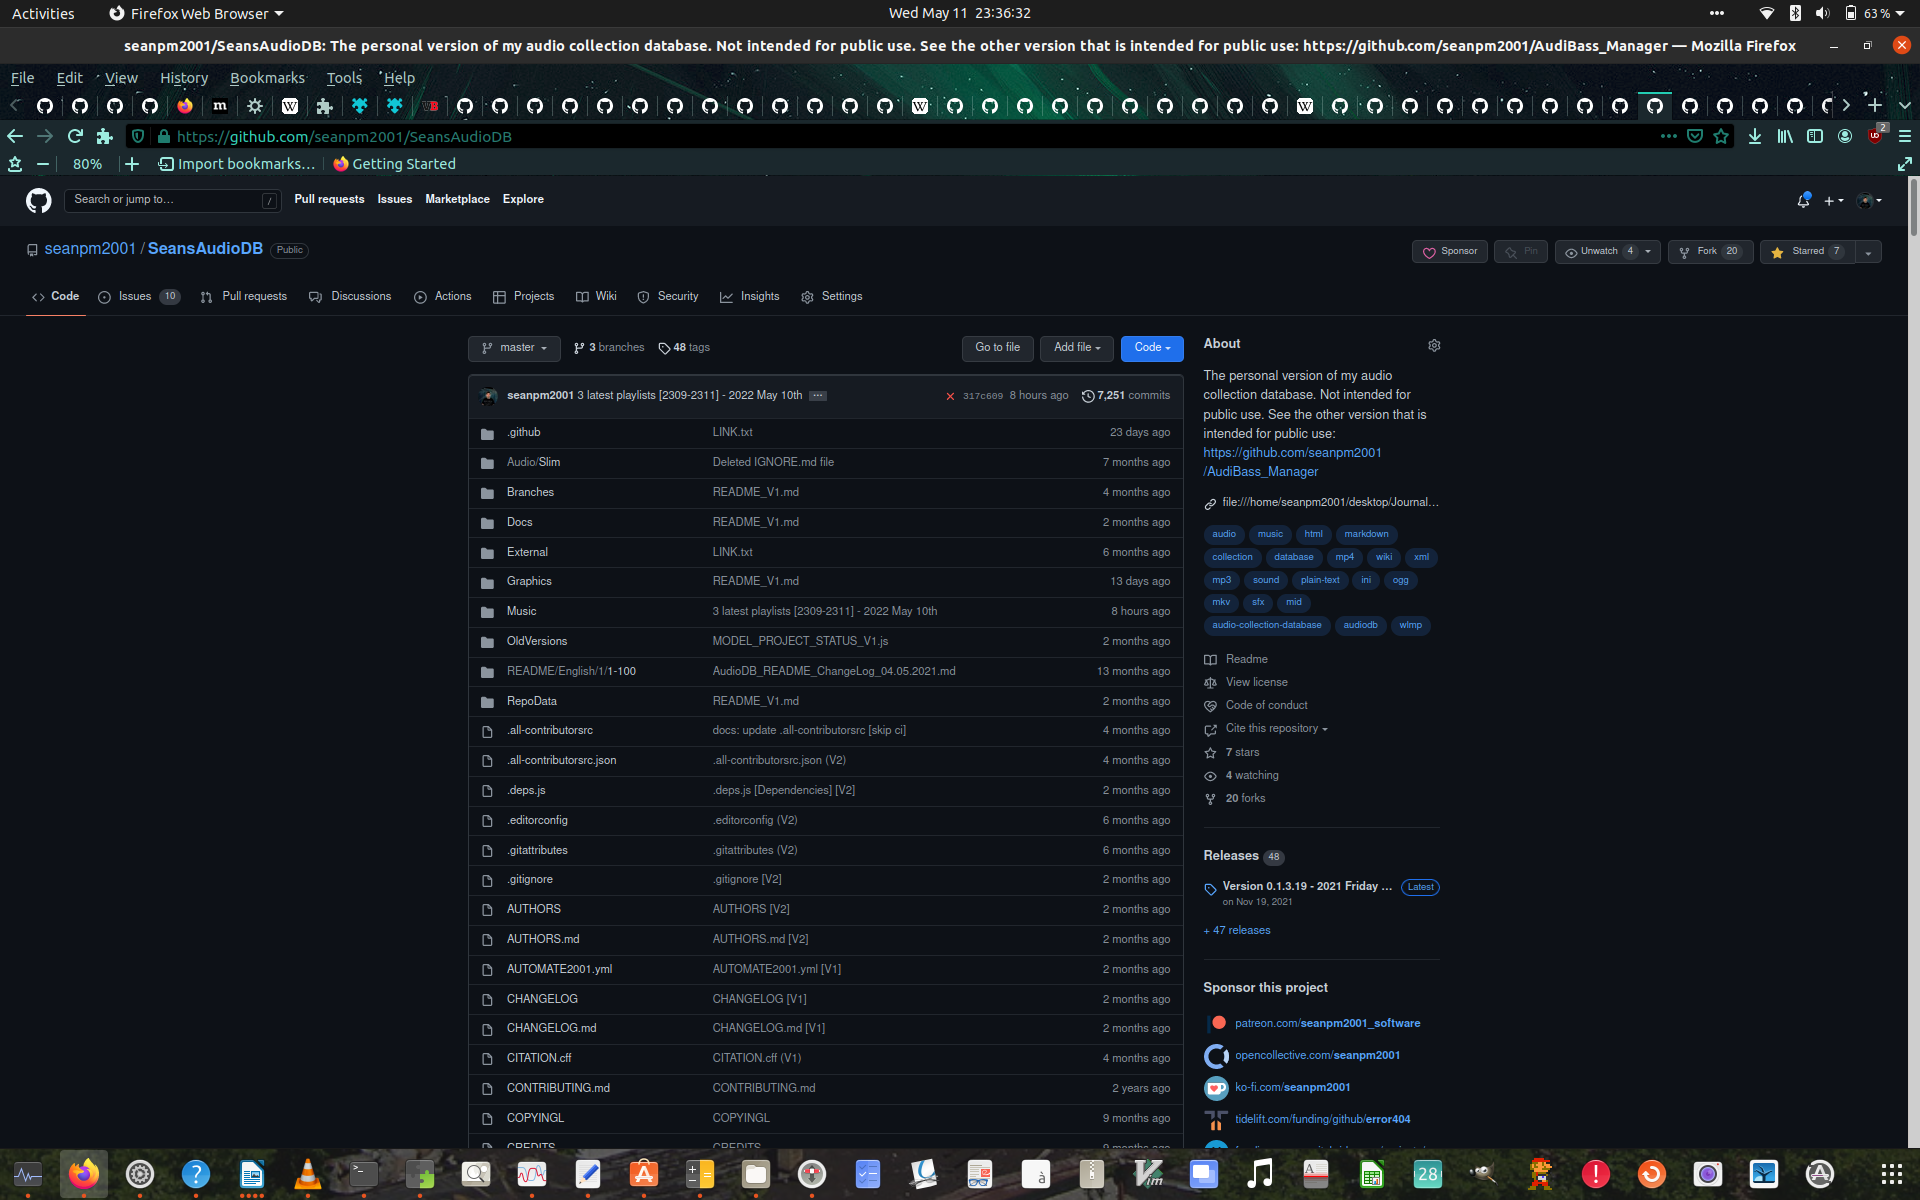 Activities
Firefox Web Browser
Wed May 11 23:36:32
63 %
seanpm2001/SeansAudioDB: The personal version of my audio collection database. Not intended for public use. See the other version that is intended for public use: https://github.com/seanpm2001/AudiBass_Manager — Mozilla Firefox
File Edit View History Bookmarks Tools Help
https://github.com/seanpm2001/SeansAudioDB
2
80%
Import bookmarks…
Getting Started
Search or jump to…
/
Pull requests Issues Marketplace Explore
seanpm2001 / SeansAudioDB Public
Sponsor
Pin
Unwatch 4
Fork 20
Starred 7
Code
Issues 10
Pull requests
Discussions
Actions
Projects
Wiki
Security
Insights
Settings
master
3 branches
48 tags
Go to file
Add file
Code
seanpm2001 3 latest playlists [2309-2311] - 2022 May 10th ··· 317c609 8 hours ago 7,251 commits
.github LINK.txt 23 days ago
Audio/Slim Deleted IGNORE.md file 7 months ago
Branches README_V1.md 4 months ago
Docs README_V1.md 2 months ago
External LINK.txt 6 months ago
Graphics README_V1.md 13 days ago
Music 3 latest playlists [2309-2311] - 2022 May 10th 8 hours ago
OldVersions MODEL_PROJECT_STATUS_V1.js 2 months ago
README/English/1/1-100 AudioDB_README_ChangeLog_04.05.2021.md 13 months ago
RepoData README_V1.md 2 months ago
.all-contributorsrc docs: update .all-contributorsrc [skip ci] 4 months ago
.all-contributorsrc.json .all-contributorsrc.json (V2) 4 months ago
.deps.js .deps.js [Dependencies] [V2] 2 months ago
.editorconfig .editorconfig (V2) 6 months ago
.gitattributes .gitattributes (V2) 6 months ago
.gitignore .gitignore [V2] 2 months ago
AUTHORS AUTHORS [V2] 2 months ago
AUTHORS.md AUTHORS.md [V2] 2 months ago
AUTOMATE2001.yml AUTOMATE2001.yml [V1] 2 months ago
CHANGELOG CHANGELOG [V1] 2 months ago
CHANGELOG.md CHANGELOG.md [V1] 2 months ago
CITATION.cff CITATION.cff (V1) 4 months ago
CONTRIBUTING.md CONTRIBUTING.md 2 years ago
COPYINGL COPYINGL 9 months ago
CREDITS CREDITS 9 months ago
About
The personal version of my audio
collection database. Not intended for
public use. See the other version that is
intended for public use:
https://github.com/seanpm2001
/AudiBass_Manager
file:///home/seanpm2001/desktop/Journal…
audio music html markdown
collection database mp4 wiki xml
mp3 sound plain-text ini ogg
mkv sfx mid
audio-collection-database audiodb wlmp
Readme
View license
Code of conduct
Cite this repository
7 stars
4 watching
20 forks
Releases 48
Version 0.1.3.19 - 2021 Friday … Latest
on Nov 19, 2021
+ 47 releases
Sponsor this project
patreon.com/seanpm2001_software
opencollective.com/seanpm2001
ko-fi.com/seanpm2001
tidelift.com/funding/github/error404
28